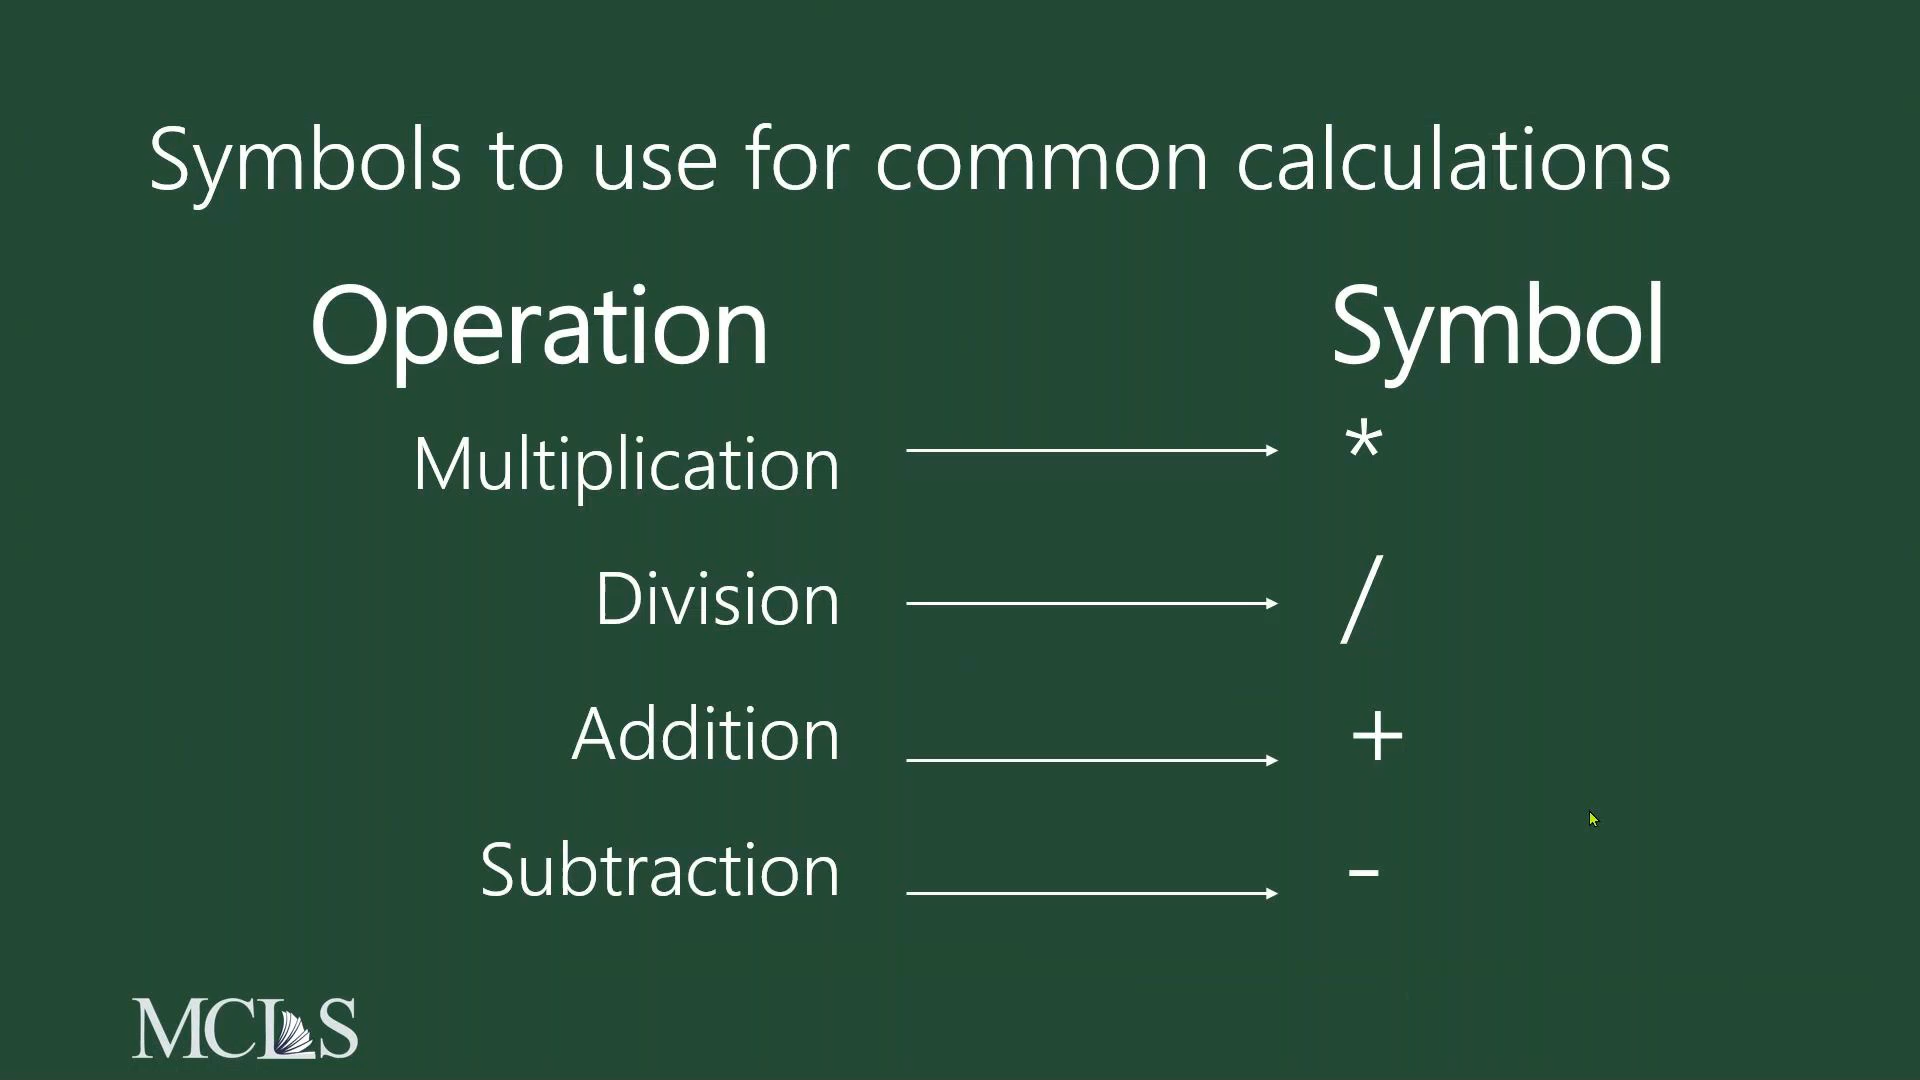 Symbols to use for common calculations
Operation Symbol
Multiplication *
Division /
Addition +
Subtraction -
MCLS